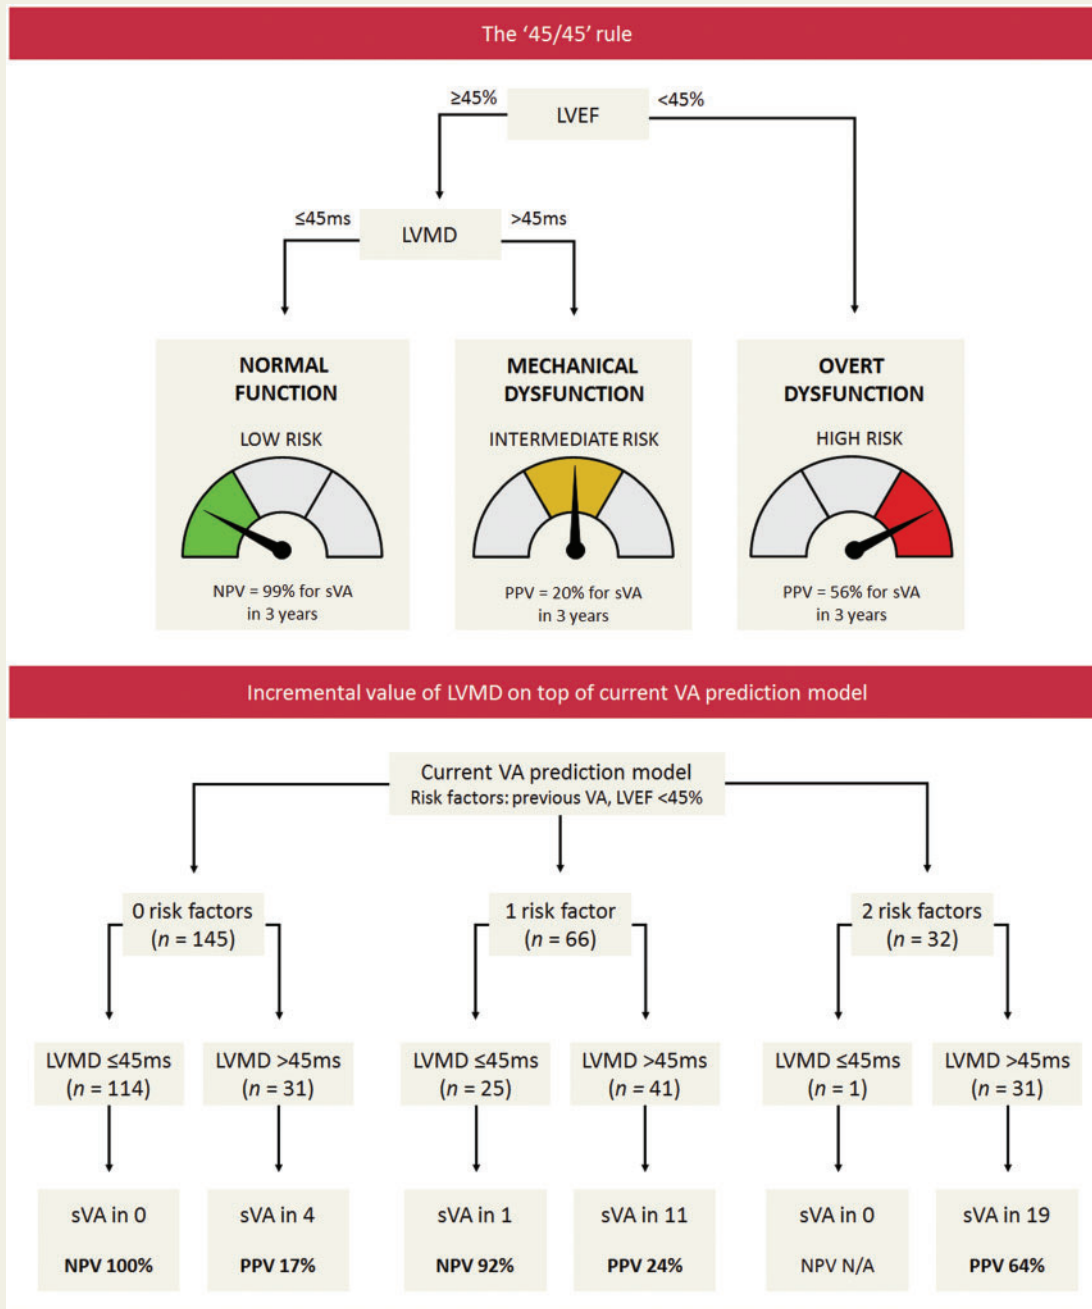 The ‘45/45’ rule
≥45%
LVEF
<45%
≤45ms
LVMD
>45ms
NORMAL
FUNCTION
LOW RISK
NPV = 99% for sVA
in 3 years
MECHANICAL
DYSFUNCTION
INTERMEDIATE RISK
PPV = 20% for sVA
in 3 years
OVERT
DYSFUNCTION
HIGH RISK
PPV = 56% for sVA
in 3 years
Incremental value of LVMD on top of current VA prediction model
Current VA prediction model
Risk factors: previous VA, LVEF <45%
0 risk factors
(n = 145)
1 risk factor
(n = 66)
2 risk factors
(n = 32)
LVMD ≤45ms
(n = 114)
LVMD >45ms
(n = 31)
LVMD ≤45ms
(n = 25)
LVMD >45ms
(n = 41)
LVMD ≤45ms
(n = 1)
LVMD >45ms
(n = 31)
sVA in 0
NPV 100%
sVA in 4
PPV 17%
sVA in 1
NPV 92%
sVA in 11
PPV 24%
sVA in 0
NPV N/A
sVA in 19
PPV 64%